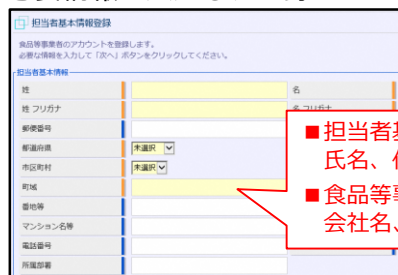 担当者基本情報登録
食品等事業者のアカウントを登録します。
必要な情報を入力して「次へ」ボタンをクリックしてください。
担当者基本情報
姓
名
姓 フリガナ
名 フリガナ
郵便番号
都道府県
未選択
市区町村
未選択
町域
番地等
マンション名等
電話番号
所属部署
■担当者
氏名、
■食品等
会社名、